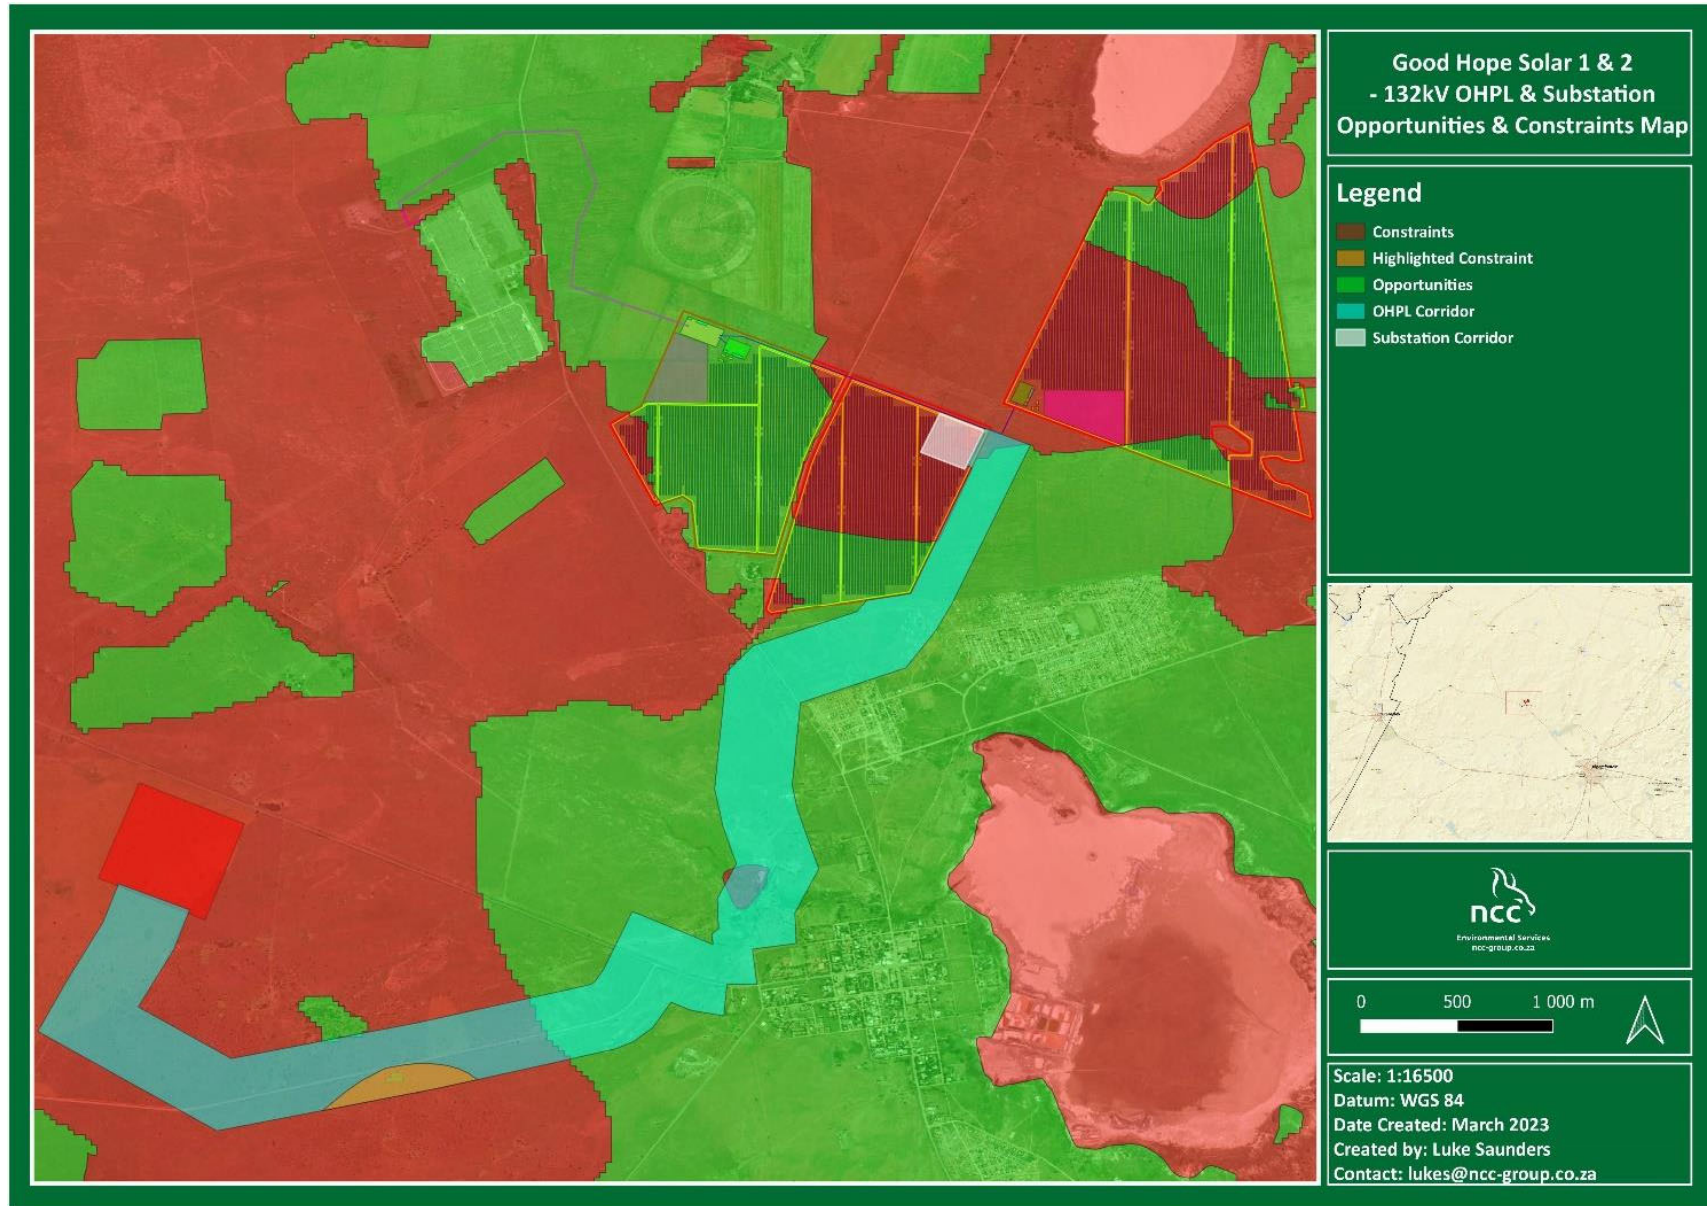 Good Hope Solar 1 & 2
- 132kV OHPL & Substation
Opportunities & Constraints Map
Legend
Constraints
Highlighted Constraint
Opportunities
OHPL Corridor
Substation Corridor
ncc
Environmental Services
ncc-group.co.za
0 500 1 000 m
Scale: 1:16500
Datum: WGS 84
Date Created: March 2023
Created by: Luke Saunders
Contact: lukes@ncc-group.co.za